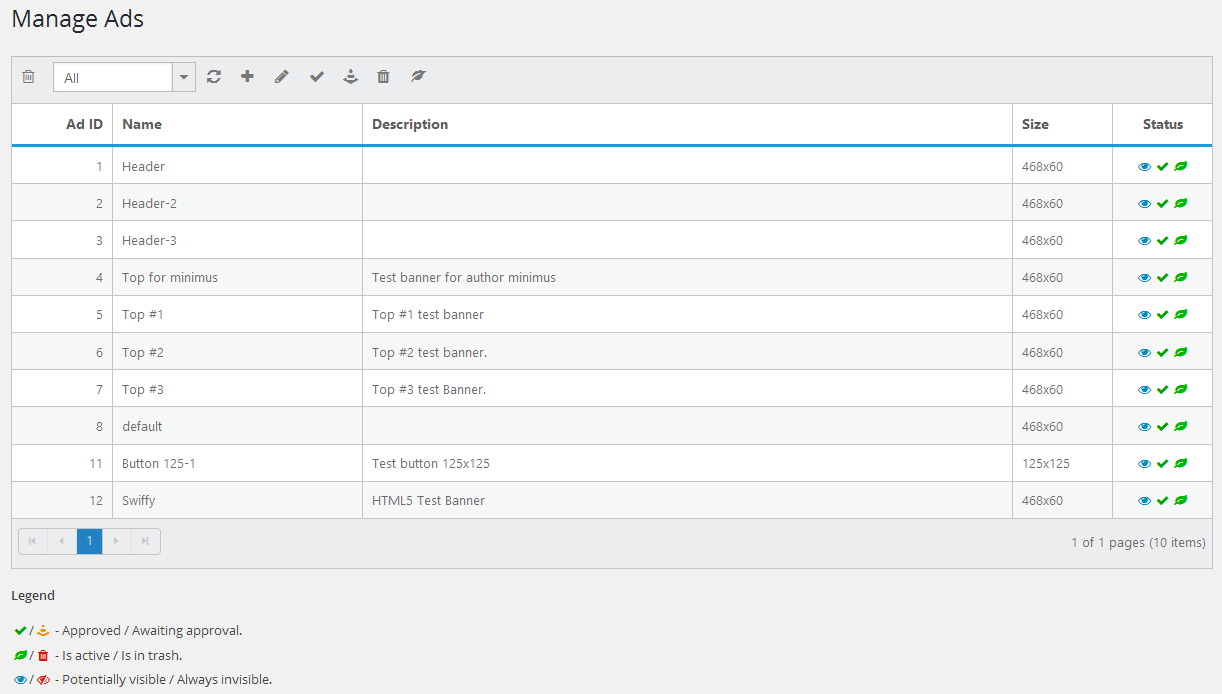 Manage Ads
All
Ad ID Name Description Size Status
1 Header 468x60
2 Header-2 468x60
3 Header-3 468x60
4 Top for minimus Test banner for author minimus 468x60
5 Top #1 Top #1 test banner 468x60
6 Top #2 Top #2 test banner. 468x60
7 Top #3 Top #3 test Banner. 468x60
8 default 468x60
11 Button 125-1 Test button 125x125 125x125
12 Swiffy HTML5 Test Banner 468x60
1 1 of 1 pages (10 items)
Legend
/ - Approved / Awaiting approval.
/ - Is active / Is in trash.
/ - Potentially visible / Always invisible.